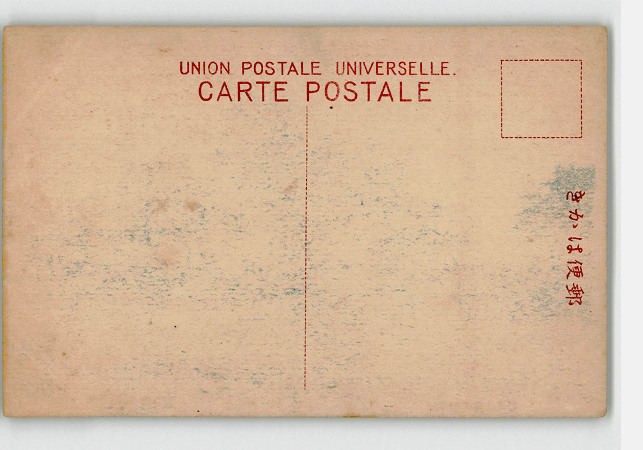 UNION POSTALE UNIVERSELLE.
CARTE POSTALE
きかは便郵